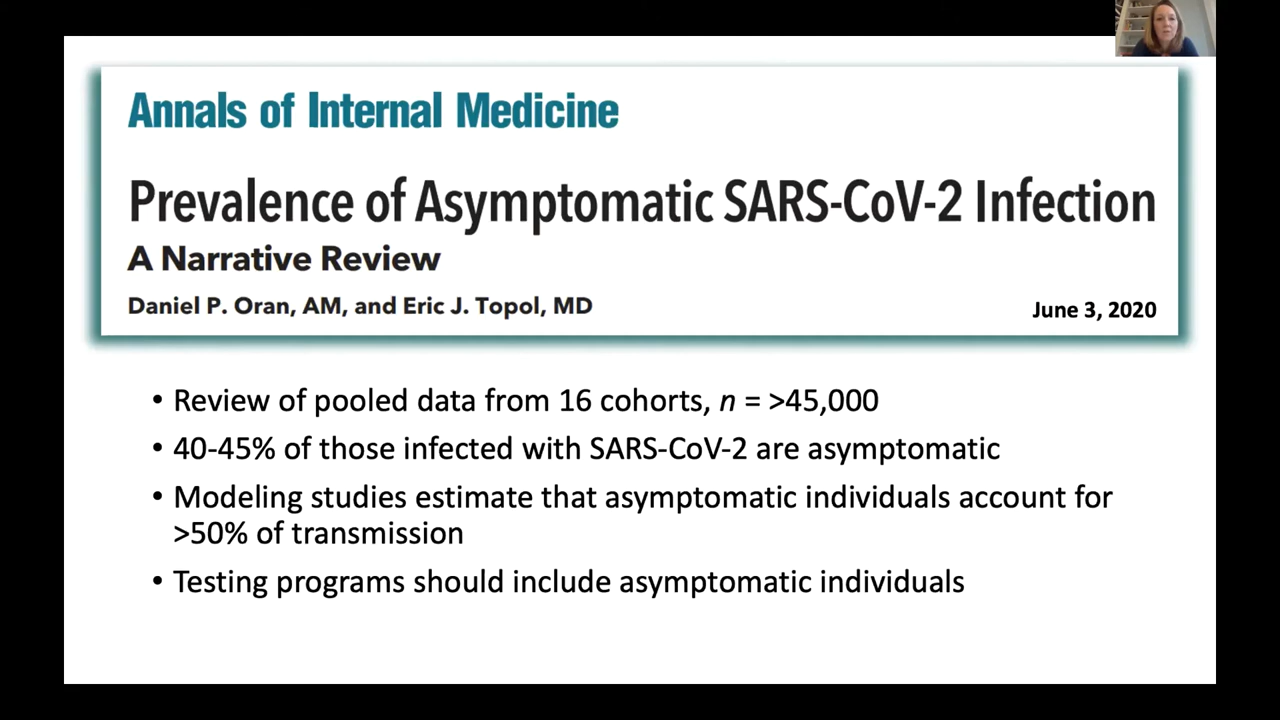 Annals of Internal Medicine
Prevalence of Asymptomatic SARS-CoV-2 Infection
A Narrative Review
Daniel P. Oran, AM, and Eric J. Topol, MD
June 3, 2020
• Review of pooled data from 16 cohorts, n = >45,000
• 40-45% of those infected with SARS-CoV-2 are asymptomatic
• Modeling studies estimate that asymptomatic individuals account for
>50% of transmission
• Testing programs should include asymptomatic individuals